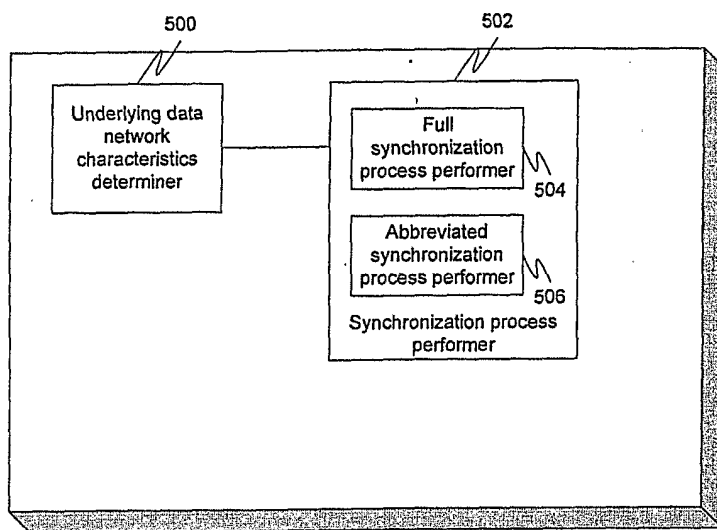 500
502
Underlying data
network
characteristics
determiner
Full
synchronization
process performer
504
Abbreviated
synchronization
process performer
506
Synchronization process
performer